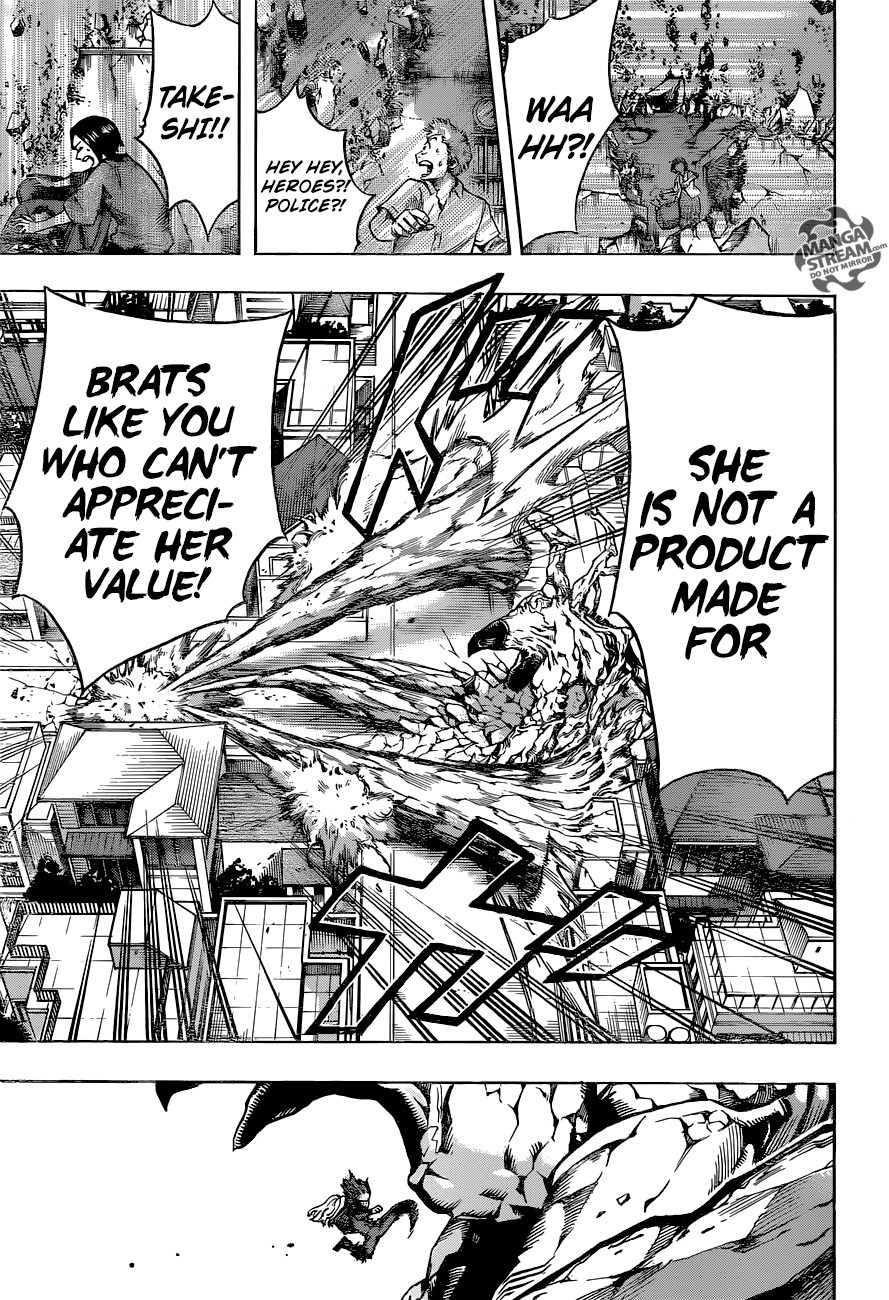 WAA
HH?!
HEY HEY,
HEROES?!
POLICE?!
TAKE-
SHI!!
MANGA
STREAM.com
DO NOT MIRROR
SHE
IS NOT A
PRODUCT
MADE
FOR
BRATS
LIKE YOU
WHO CAN'T
APPRECI-
ATE HER
VALUE!